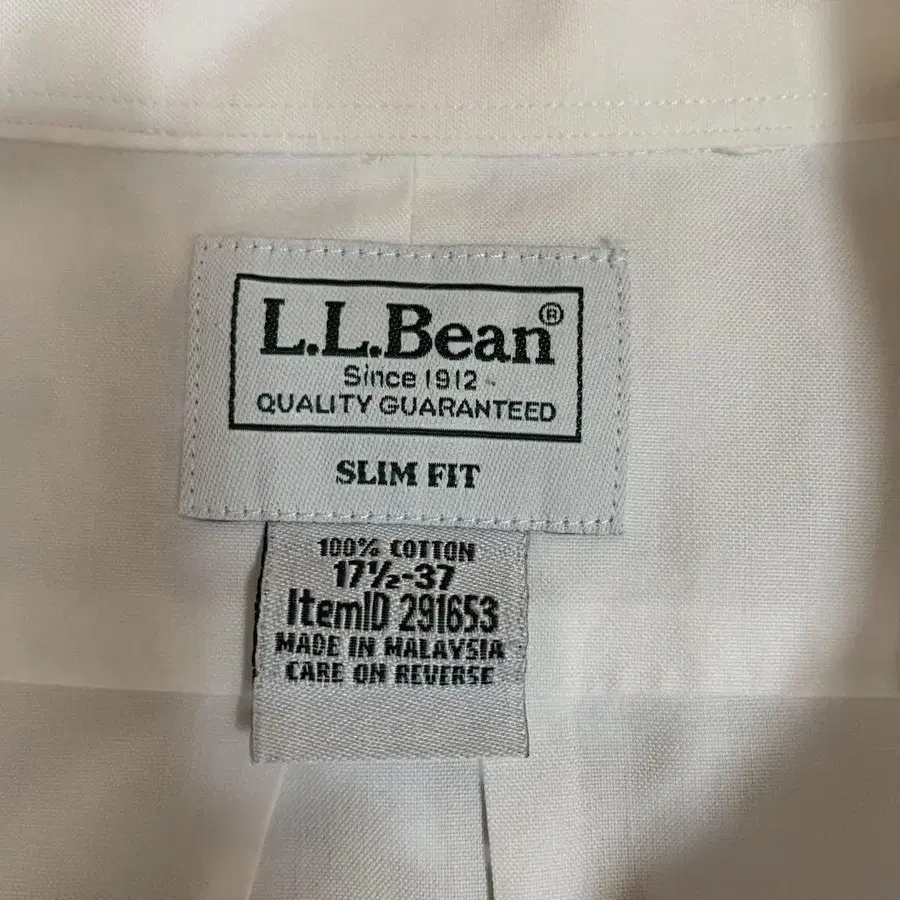 L.L.Bean®
Since 1912
QUALITY GUARANTEED
SLIM FIT
100% COTTON
17½-37
ItemID 291653
MADE IN MALAYSIA
CARE ON REVERSE